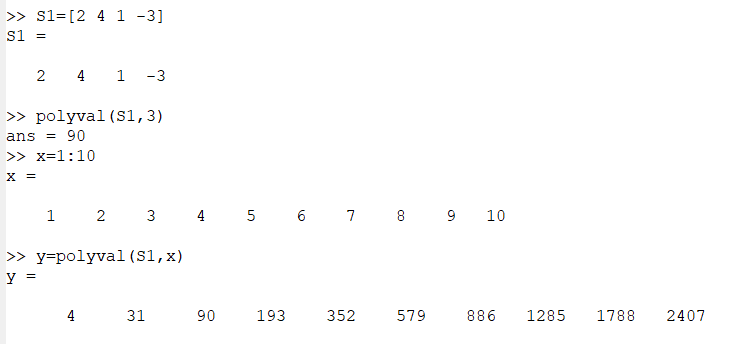 >> S1=[2 4 1 -3]
S1 =
2 4 1 -3
>> polyval(S1,3)
ans = 90
>> x=1:10
x =
1 2 3 4 5 6 7 8 9 10
>> y=polyval(S1,x)
y =
4 31 90 193 352 579 886 1285 1788 2407